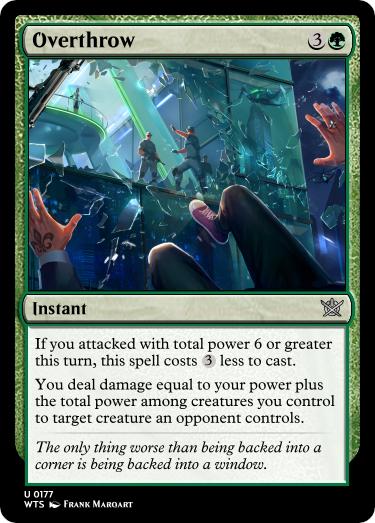 Overthrow 3
Instant
If you attacked with total power 6 or greater
this turn, this spell costs 3 less to cast.
You deal damage equal to your power plus
the total power among creatures you control
to target creature an opponent controls.
The only thing worse than being backed into a
corner is being backed into a window.
U 0177
WTS Frank Maroart